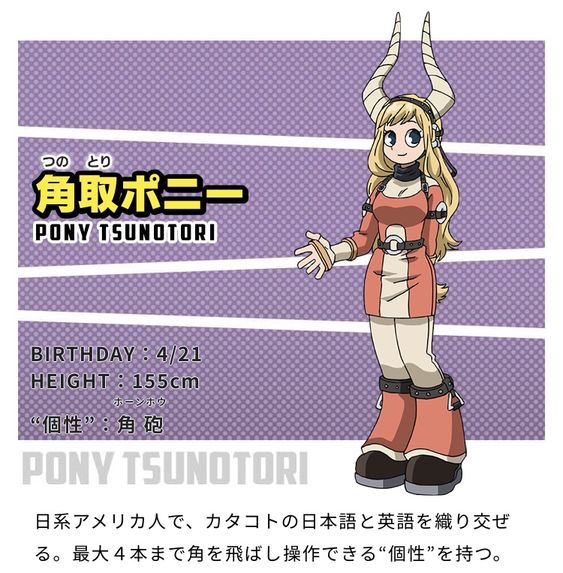 つの とり
角取ポニー
PONY TSUNOTORI
BIRTHDAY：4/21
HEIGHT：155cm
ホーンホウ
“個性”：角 砲
PONY TSUNOTORI
日系アメリカ人で、カタコトの日本語と英語を織り交ぜ
る。最大４本まで角を飛ばし操作できる“個性”を持つ。